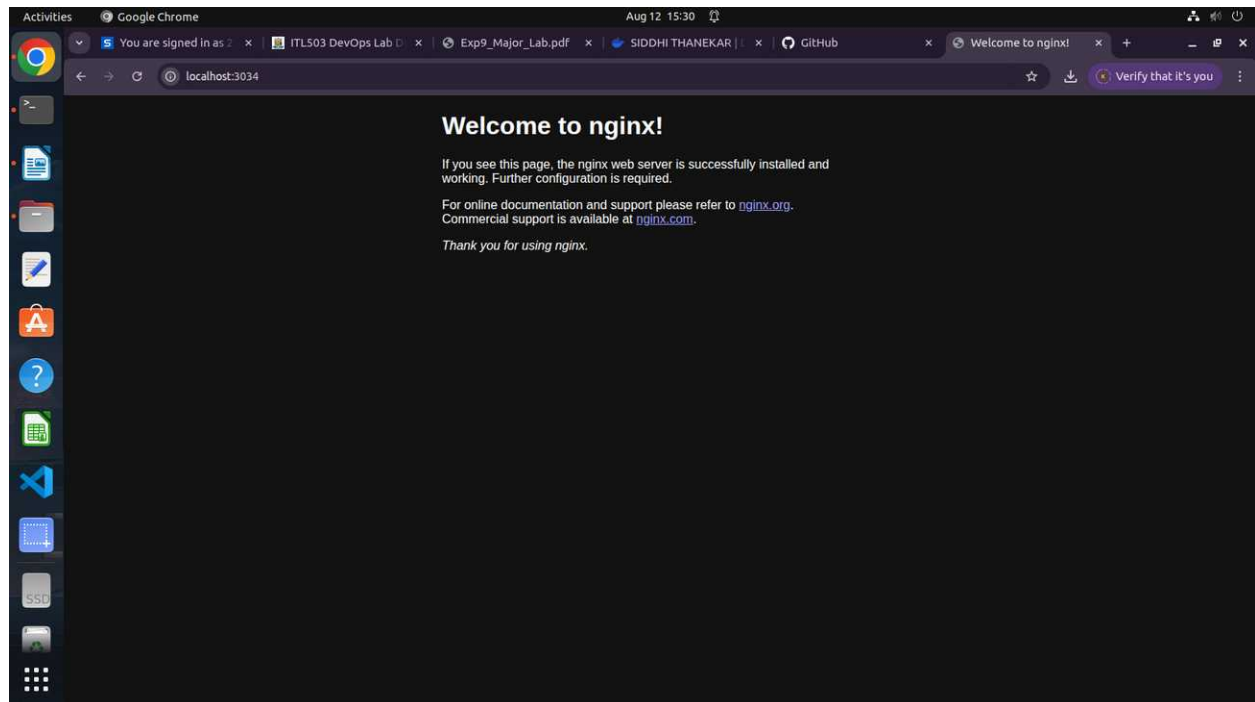 Activities Google Chrome Aug 12 15:30
You are signed in as 2 ITL503 DevOps Lab D Exp9_Major_Lab.pdf SIDDHI THANEKAR | GitHub Welcome to nginx!
localhost:3034 Verify that it's you
Welcome to nginx!
If you see this page, the nginx web server is successfully installed and
working. Further configuration is required.
For online documentation and support please refer to nginx.org.
Commercial support is available at nginx.com.
Thank you for using nginx.
SSD